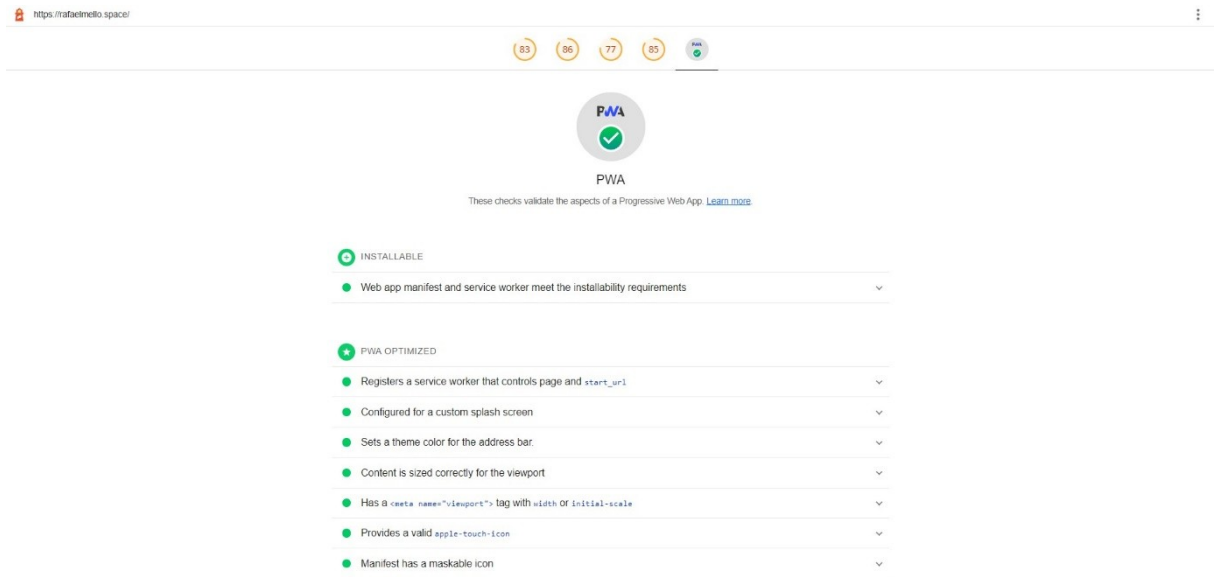 https://rafaelmello.space/
83 86 77 85 PWA
PWA
PWA
These checks validate the aspects of a Progressive Web App. Learn more.
INSTALLABLE
Web app manifest and service worker meet the installability requirements
PWA OPTIMIZED
Registers a service worker that controls page and start_url
Configured for a custom splash screen
Sets a theme color for the address bar.
Content is sized correctly for the viewport
Has a <meta name="viewport"> tag with width or initial-scale
Provides a valid apple-touch-icon
Manifest has a maskable icon